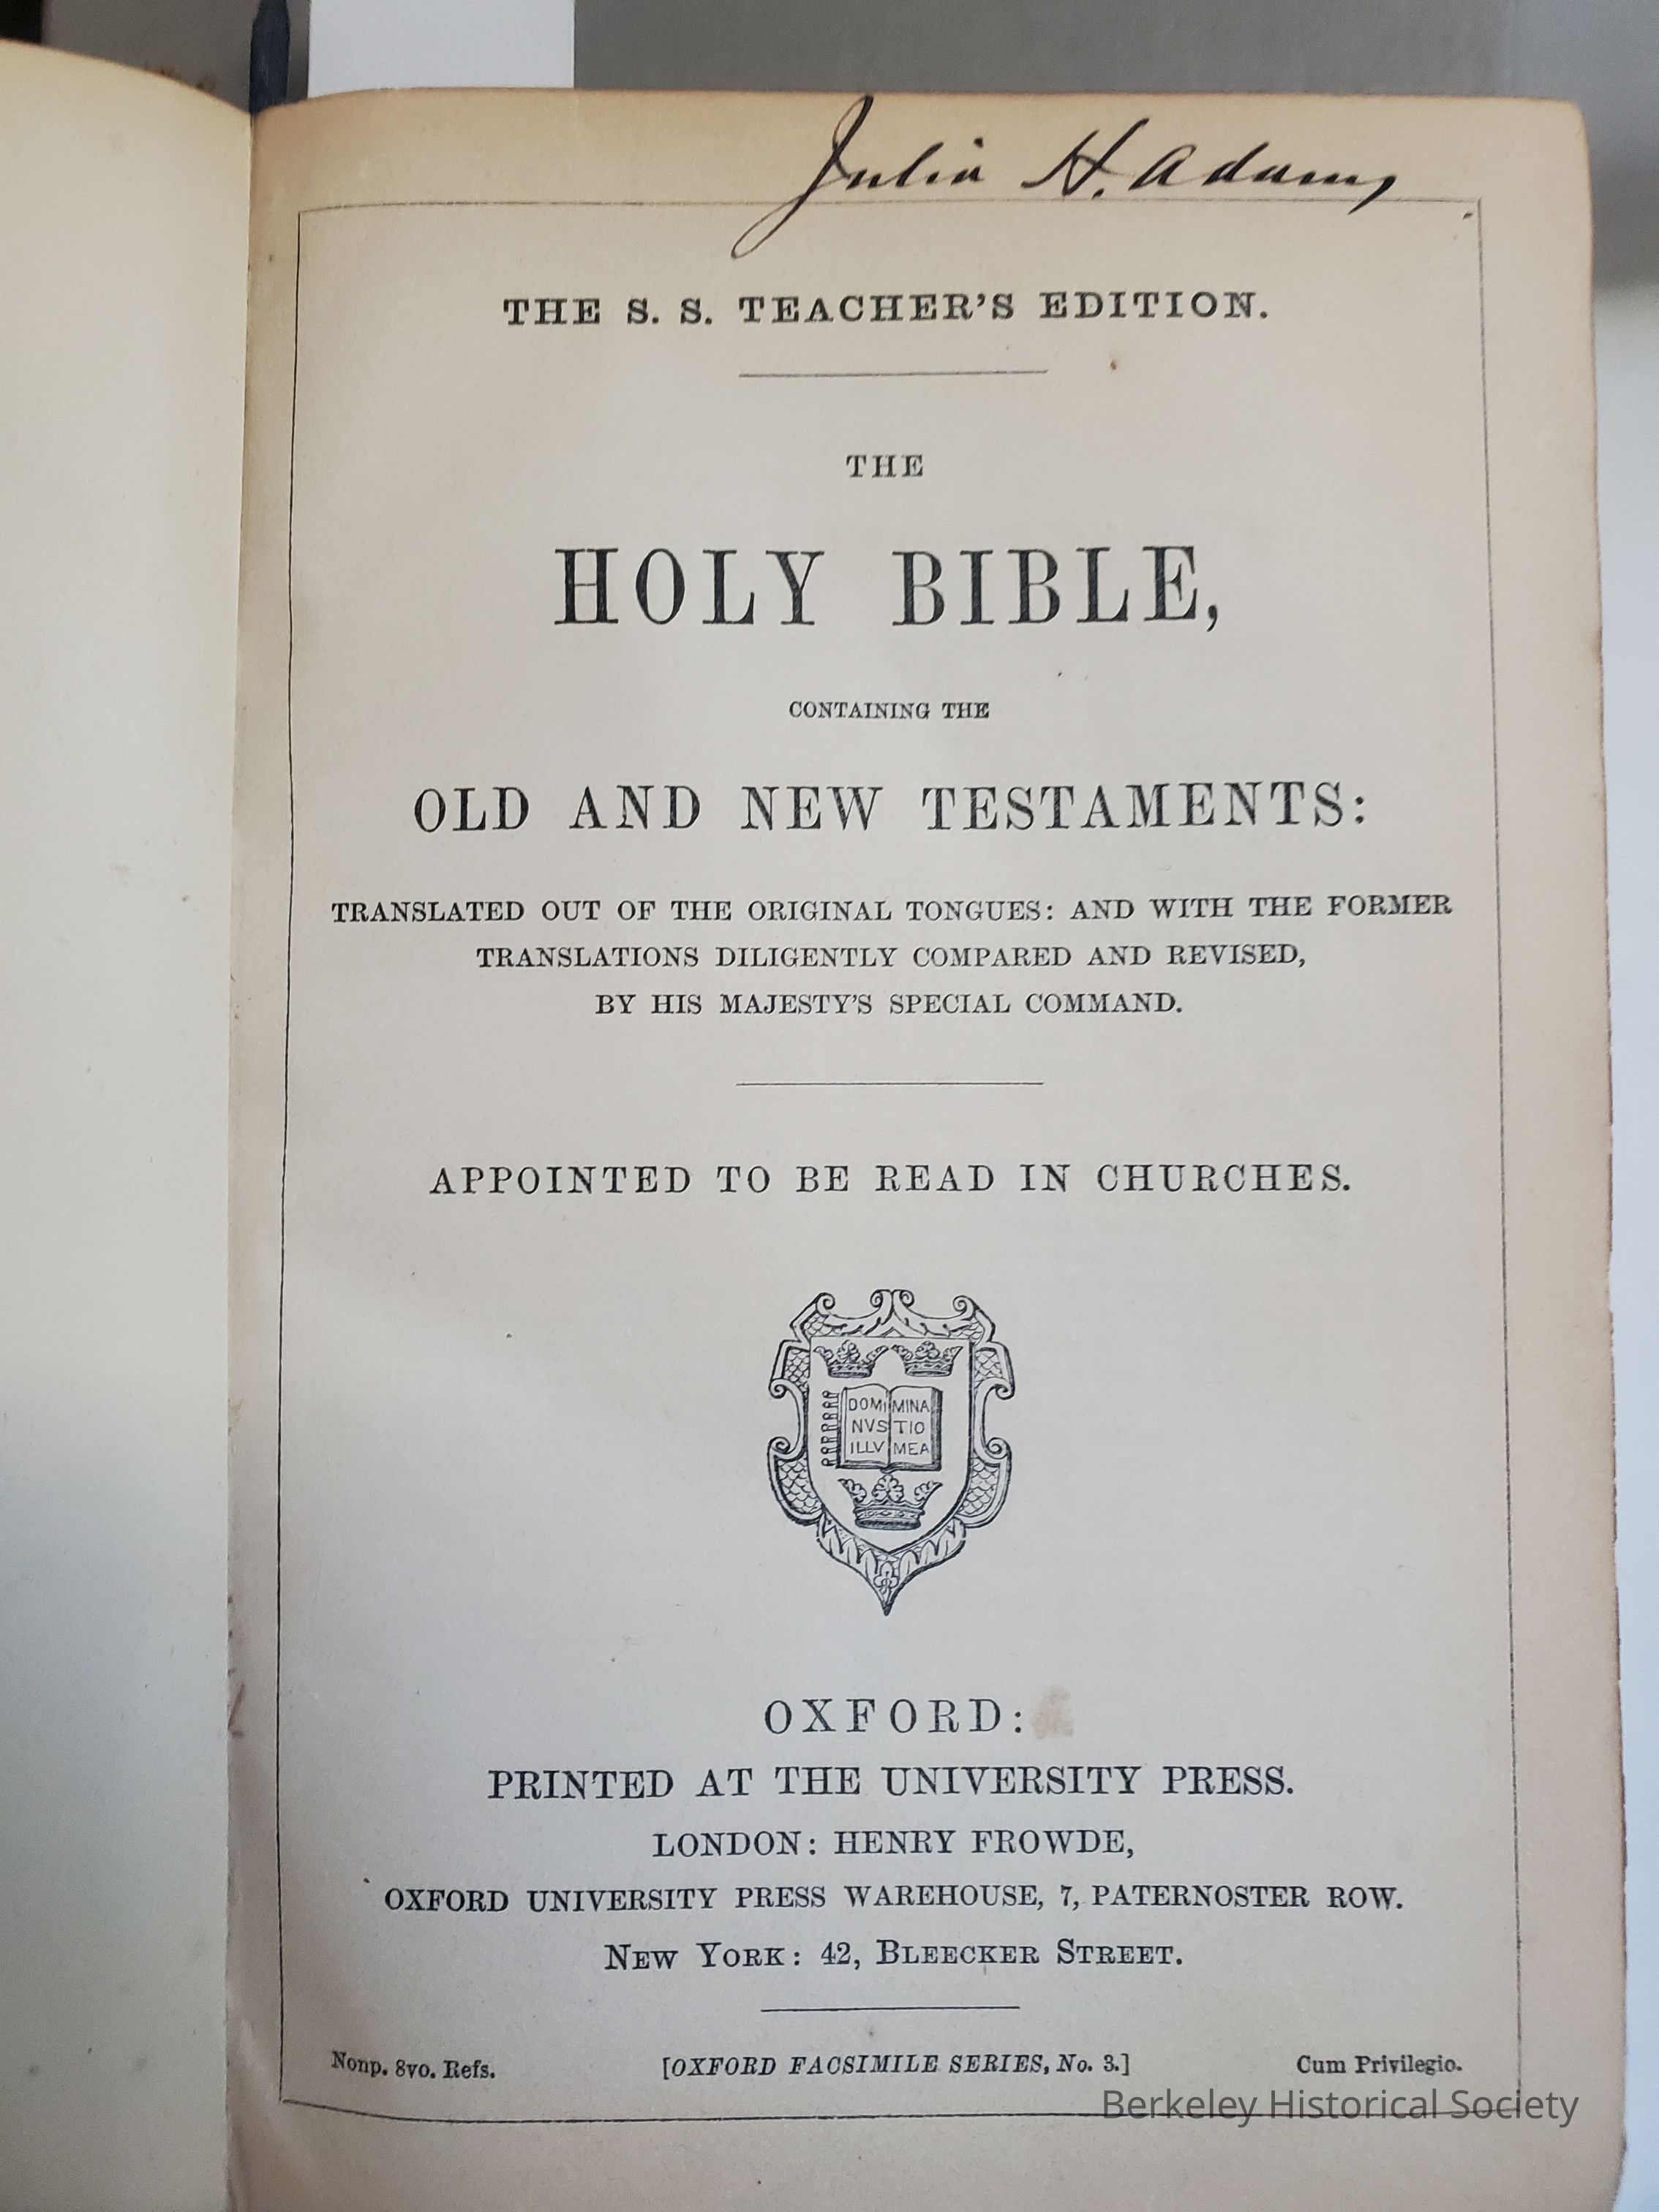 Julia H. Adams
THE S. S. TEACHER'S EDITION.
THE
HOLY BIBLE,
CONTAINING THE
OLD AND NEW TESTAMENTS:
TRANSLATED OUT OF THE ORIGINAL TONGUES: AND WITH THE FORMER
TRANSLATIONS DILIGENTLY COMPARED AND REVISED,
BY HIS MAJESTY'S SPECIAL COMMAND.
APPOINTED TO BE READ IN CHURCHES.
DOMI MINA
NVS TIO
ILLV MEA
OXFORD:
PRINTED AT THE UNIVERSITY PRESS.
LONDON: HENRY FROWDE,
OXFORD UNIVERSITY PRESS WAREHOUSE, 7, PATERNOSTER ROW.
NEW YORK: 42, BLEECKER STREET.
Nonp. 8vo. Refs. [OXFORD FACSIMILE SERIES, No. 3.] Cum Privilegio.
Berkeley Historical Society